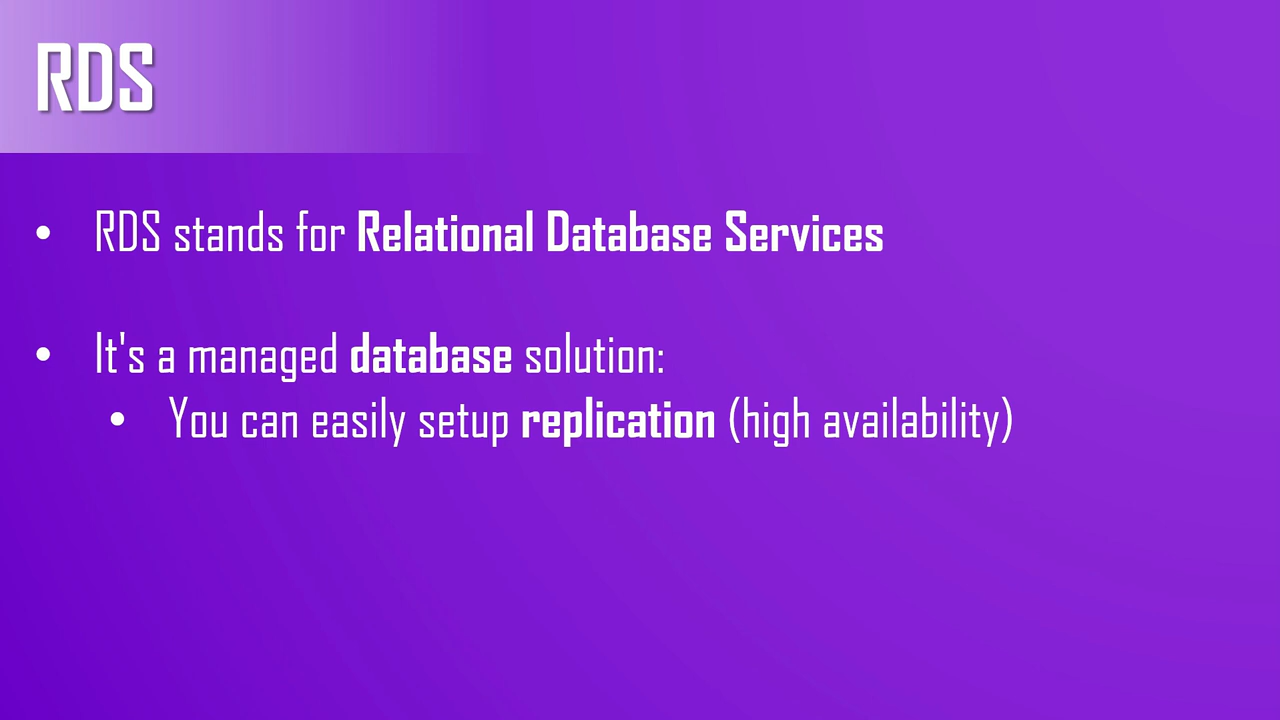 RDS
• RDS stands for Relational Database Services
• It's a managed database solution:
• You can easily setup replication (high availability)